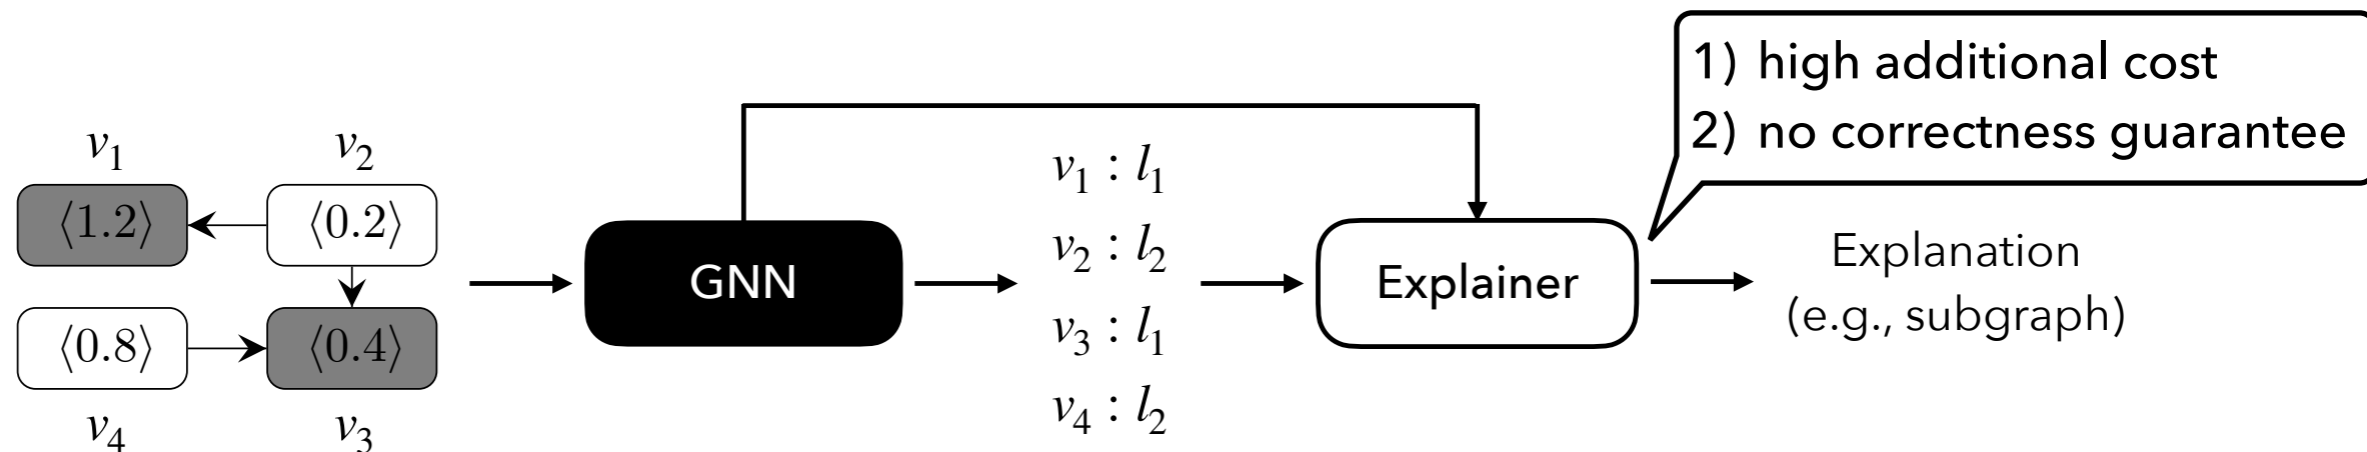 v₁ v₂
⟨1.2⟩ ⟨0.2⟩
⟨0.8⟩ ⟨0.4⟩
v₄ v₃
GNN
v₁ : l₁
v₂ : l₂
v₃ : l₁
v₄ : l₂
Explainer
1) high additional cost
2) no correctness guarantee
Explanation
(e.g., subgraph)